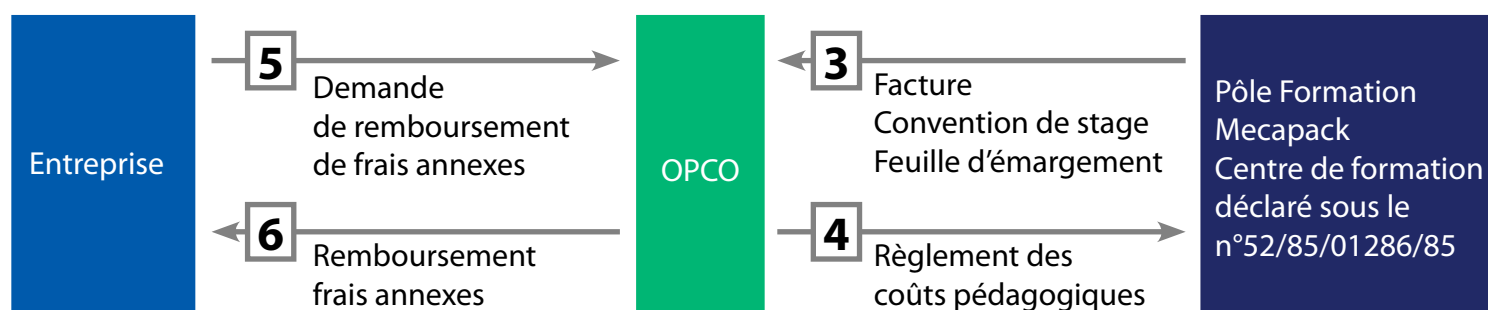 Entreprise
5
Demande
de remboursement
de frais annexes
6
Remboursement
frais annexes
OPCO
3
Facture
Convention de stage
Feuille d’émargement
4
Règlement des
coûts pédagogiques
Pôle Formation
Mecapack
Centre de formation
déclaré sous le
n°52/85/01286/85